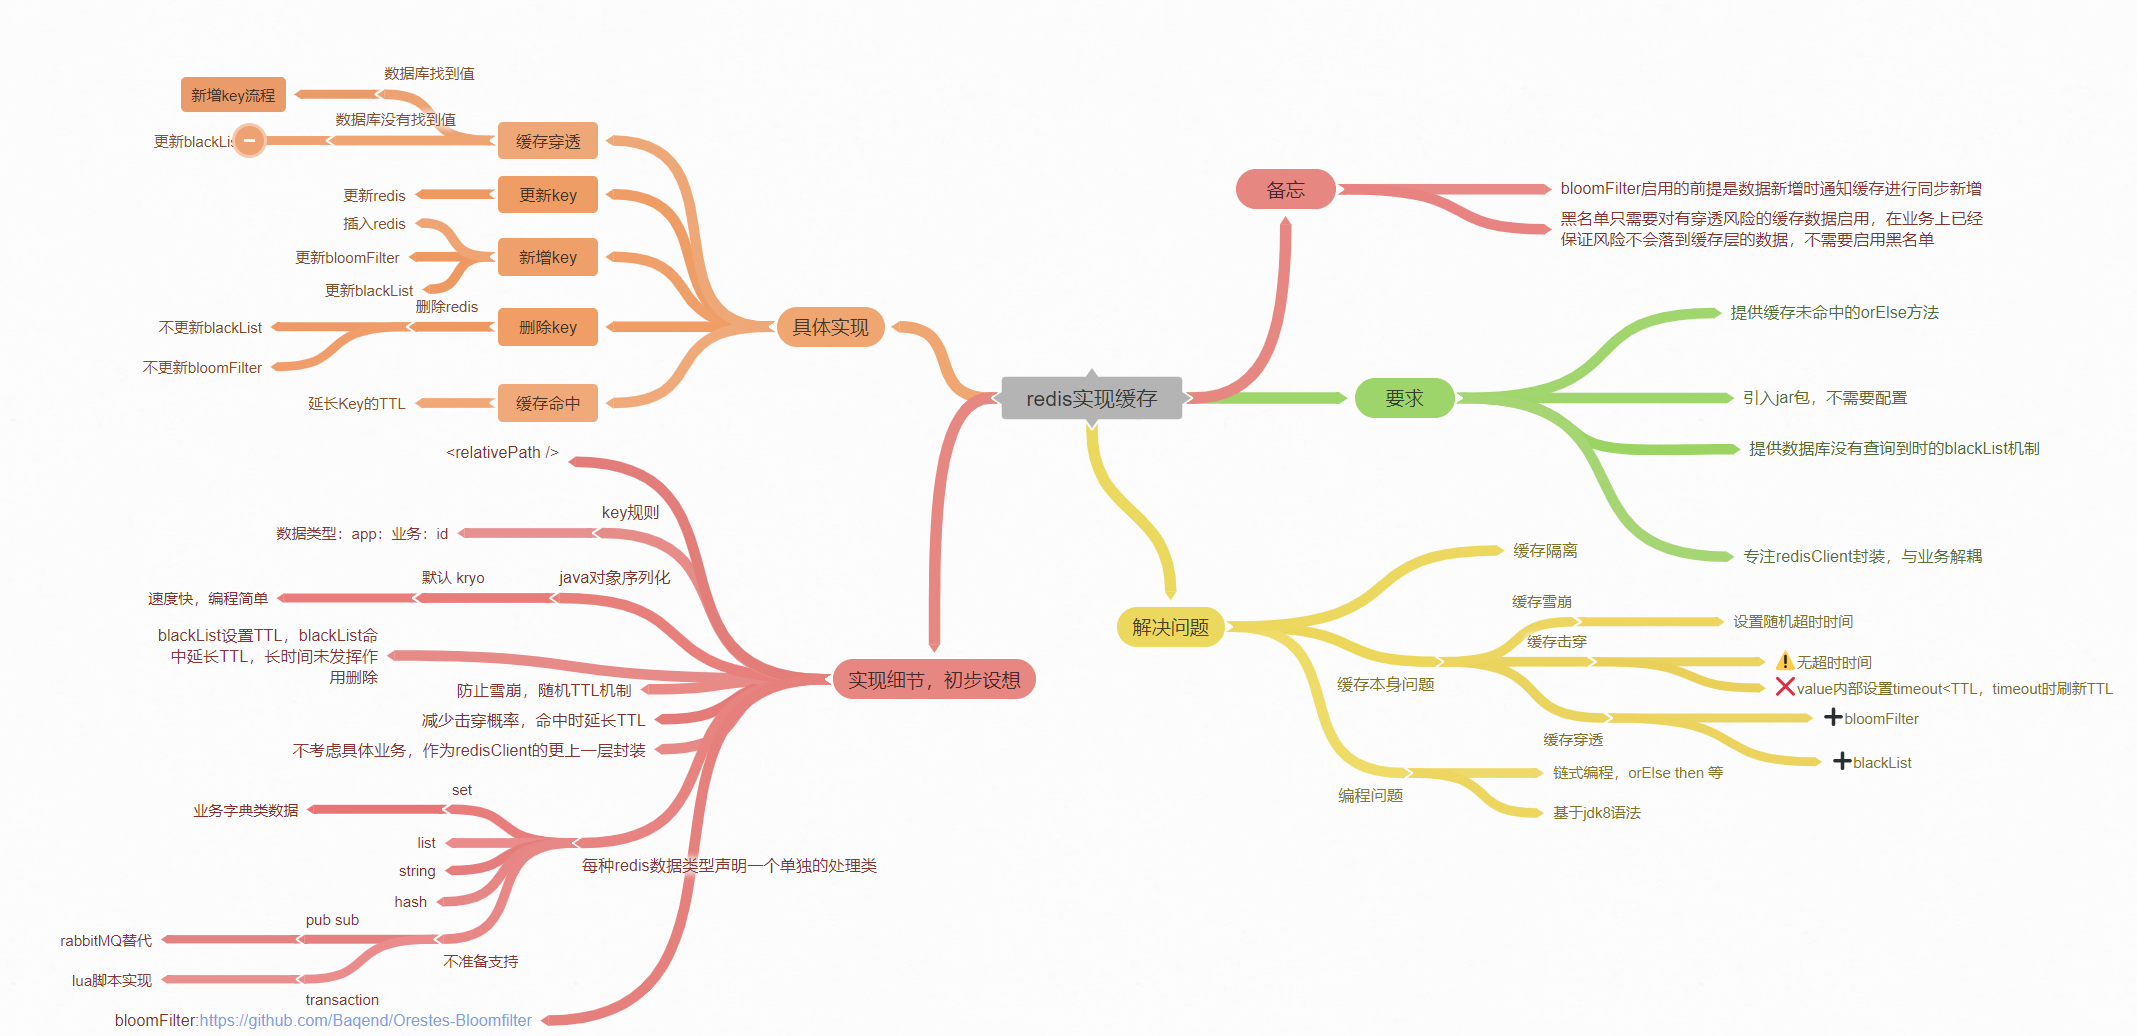 redis实现缓存
具体实现
缓存穿透
数据库找到值
新增key流程
数据库没有找到值
更新blackLis
更新key
更新redis
新增key
插入redis
更新bloomFilter
更新blackList
删除key
删除redis
不更新blackList
不更新bloomFilter
缓存命中
延长Key的TTL
实现细节，初步设想
<relativePath />
key规则
数据类型：app：业务：id
java对象序列化
默认 kryo
速度快，编程简单
blackList设置TTL，blackList命
中延长TTL，长时间未发挥作
用删除
防止雪崩，随机TTL机制
减少击穿概率，命中时延长TTL
不考虑具体业务，作为redisClient的更上一层封装
每种redis数据类型声明一个单独的处理类
set
业务字典类数据
list
string
hash
不准备支持
pub sub
rabbitMQ替代
transaction
lua脚本实现
bloomFilter:https://github.com/Baqend/Orestes-Bloomfilter
备忘
bloomFilter启用的前提是数据新增时通知缓存进行同步新增
黑名单只需要对有穿透风险的缓存数据启用，在业务上已经
保证风险不会落到缓存层的数据，不需要启用黑名单
要求
提供缓存未命中的orElse方法
引入jar包，不需要配置
提供数据库没有查询到时的blackList机制
专注redisClient封装，与业务解耦
解决问题
缓存隔离
缓存本身问题
缓存雪崩
设置随机超时时间
缓存击穿
无超时时间
value内部设置timeout<TTL，timeout时刷新TTL
缓存穿透
bloomFilter
blackList
编程问题
链式编程，orElse then 等
基于jdk8语法